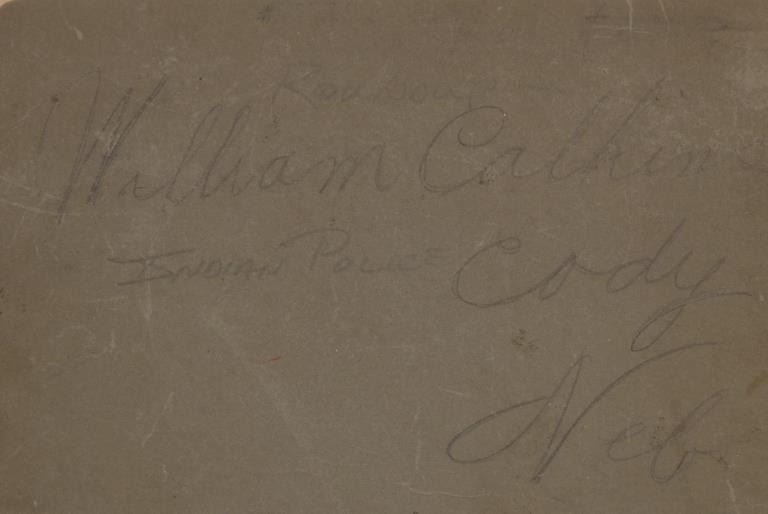 William Calkin
Indian Police
Cody
Neb